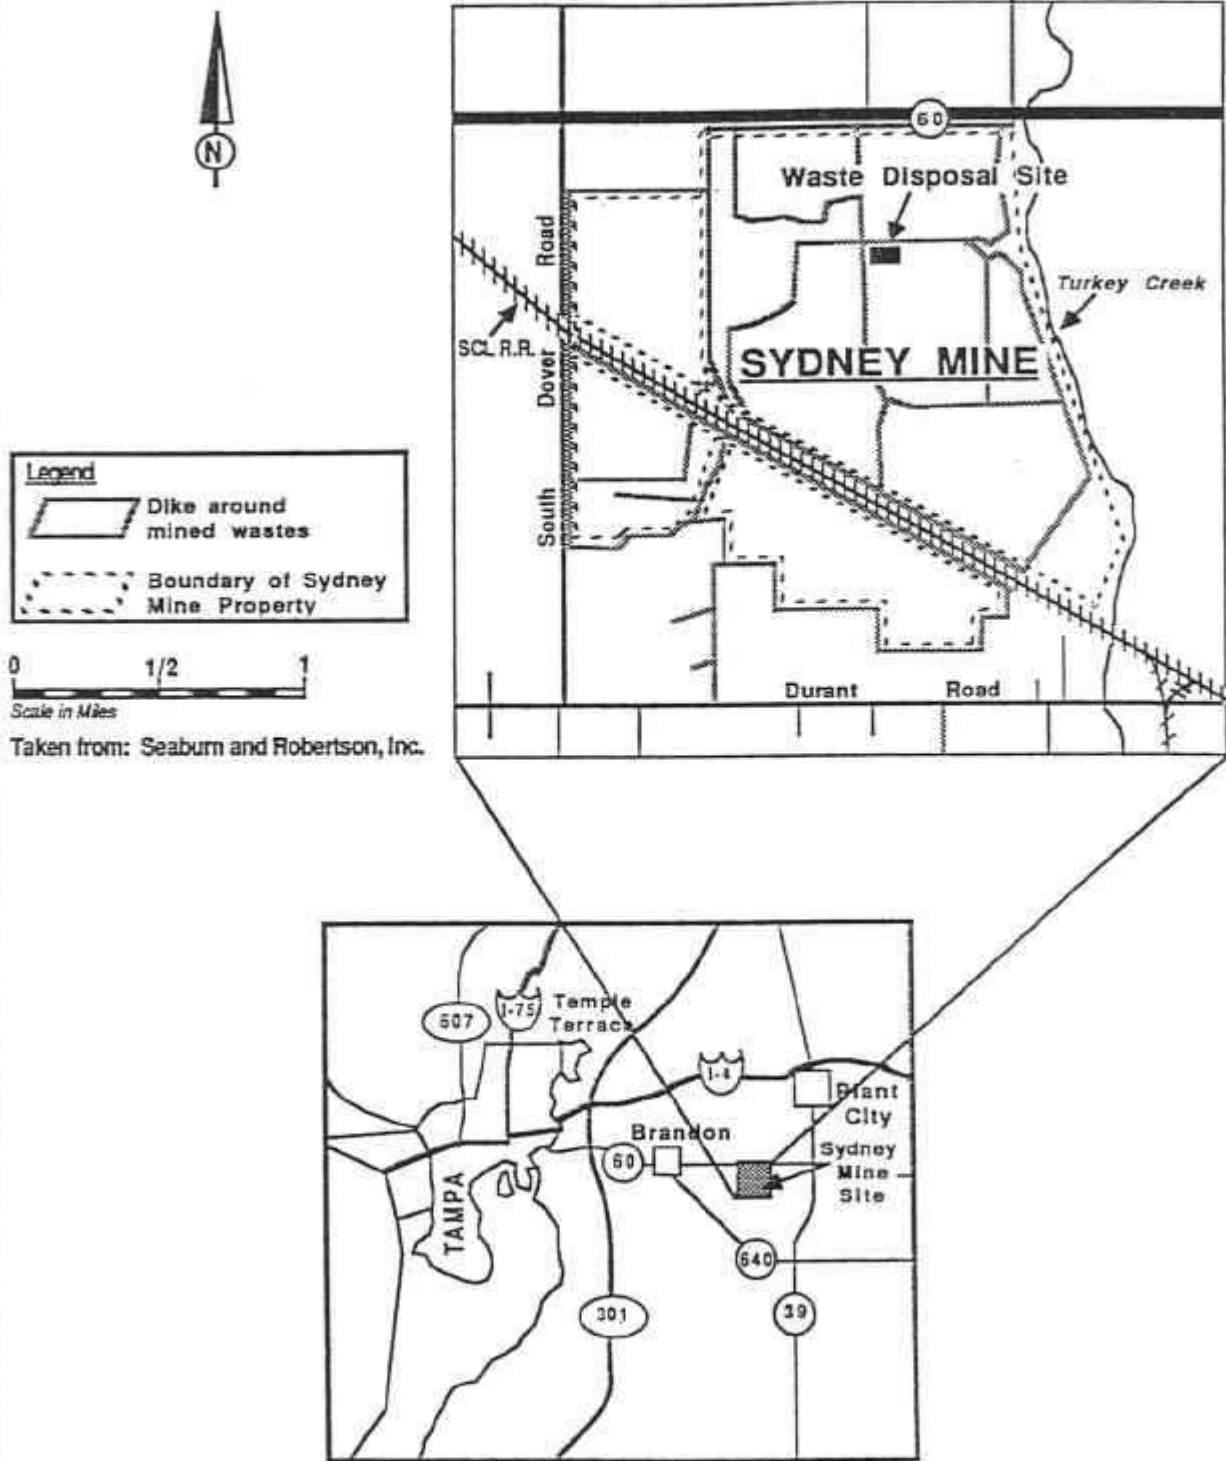 N
60
Waste Disposal Site
Road
Turkey Creek
SCL R.R.
SYDNEY MINE
Dover
South
Legend
Dike around
mined wastes
Boundary of Sydney
Mine Property
0 1/2 1
Scale in Miles
Durant Road
Taken from: Seaburn and Robertson, Inc.
I-75
Temple
Terrace
607
I-4
Plant
City
Brandon
60
Sydney
Mine
Site
TAMPA
640
301
39